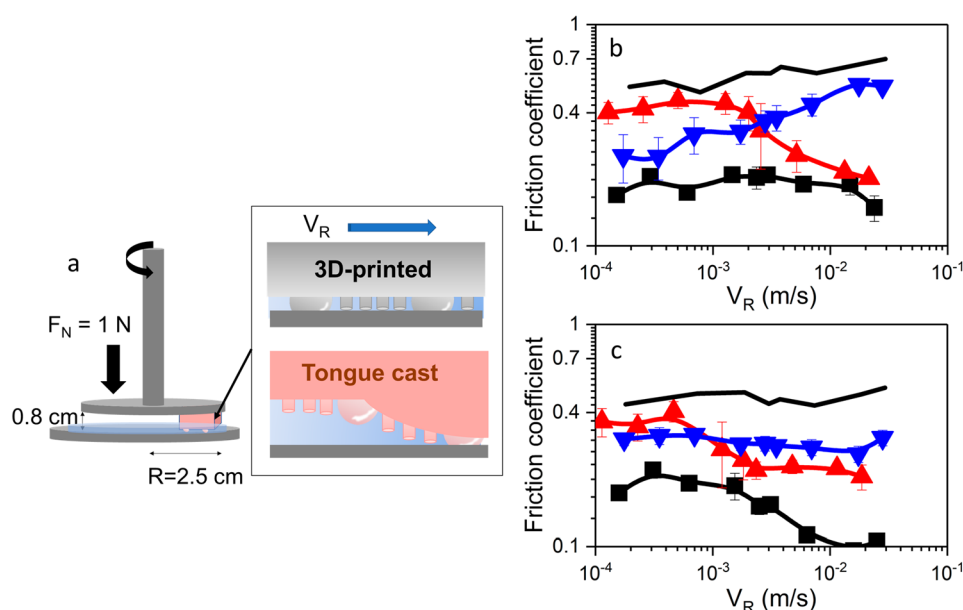 a
F_N = 1 N
0.8 cm
R=2.5 cm
V_R
3D-printed
Tongue cast
b
Friction coefficient
1
0.7
0.4
0.1
10⁻⁴
10⁻³
10⁻²
10⁻¹
V_R (m/s)
c
Friction coefficient
1
0.7
0.4
0.1
10⁻⁴
10⁻³
10⁻²
10⁻¹
V_R (m/s)